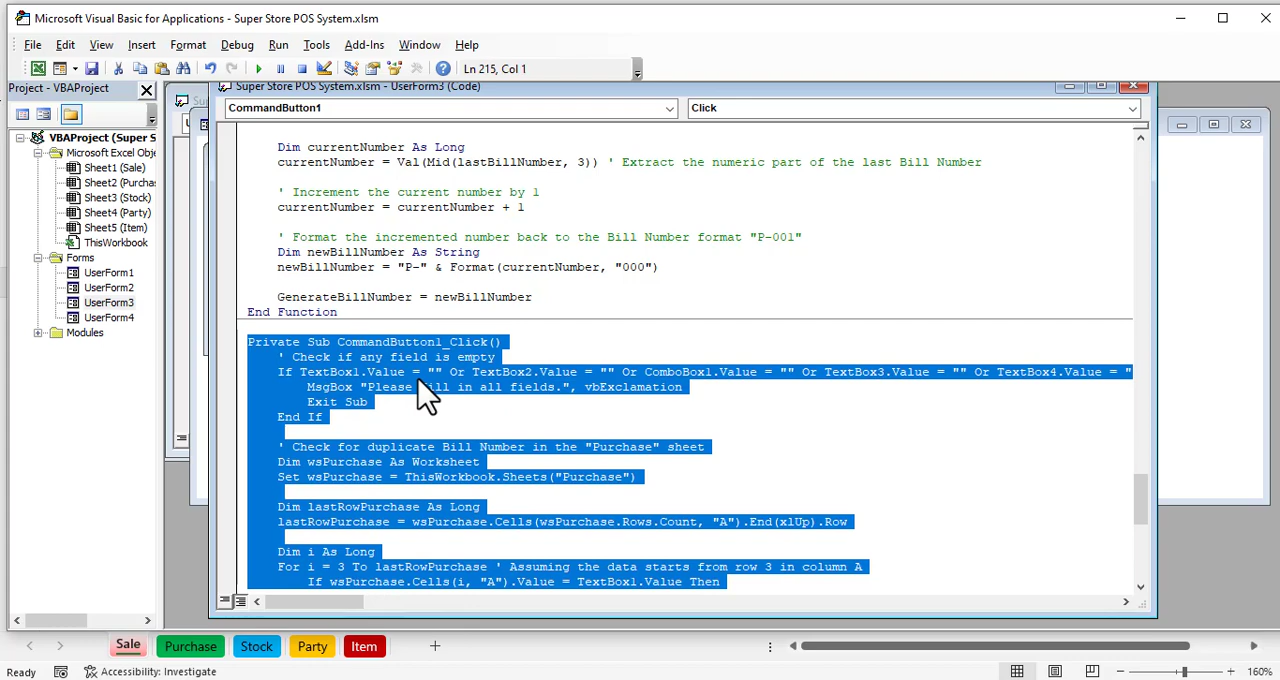 Microsoft Visual Basic for Applications - Super Store POS System.xlsm
File Edit View Insert Format Debug Run Tools Add-Ins Window Help
Ln 215, Col 1
Project - VBAProject
Super Store POS System.xlsm - UserForm3 (Code)
CommandButton1 Click
VBAProject (Super S
Microsoft Excel Obje
Sheet1 (Sale)
Sheet2 (Purcha
Sheet3 (Stock)
Sheet4 (Party)
Sheet5 (Item)
ThisWorkbook
Forms
UserForm1
UserForm2
UserForm3
UserForm4
Modules
Dim currentNumber As Long
currentNumber = Val(Mid(lastBillNumber, 3)) ' Extract the numeric part of the last Bill Number
' Increment the current number by 1
currentNumber = currentNumber + 1
' Format the incremented number back to the Bill Number format "P-001"
Dim newBillNumber As String
newBillNumber = "P-" & Format(currentNumber, "000")
GenerateBillNumber = newBillNumber
End Function
Private Sub CommandButton1_Click()
' Check if any field is empty
If TextBox1.Value = "" Or TextBox2.Value = "" Or ComboBox1.Value = "" Or TextBox3.Value = "" Or TextBox4.Value = "
MsgBox "Please fill in all fields.", vbExclamation
Exit Sub
End If
' Check for duplicate Bill Number in the "Purchase" sheet
Dim wsPurchase As Worksheet
Set wsPurchase = ThisWorkbook.Sheets("Purchase")
Dim lastRowPurchase As Long
lastRowPurchase = wsPurchase.Cells(wsPurchase.Rows.Count, "A").End(xlUp).Row
Dim i As Long
For i = 3 To lastRowPurchase ' Assuming the data starts from row 3 in column A
If wsPurchase.Cells(i, "A").Value = TextBox1.Value Then
Sale Purchase Stock Party Item
Ready Accessibility: Investigate 160%